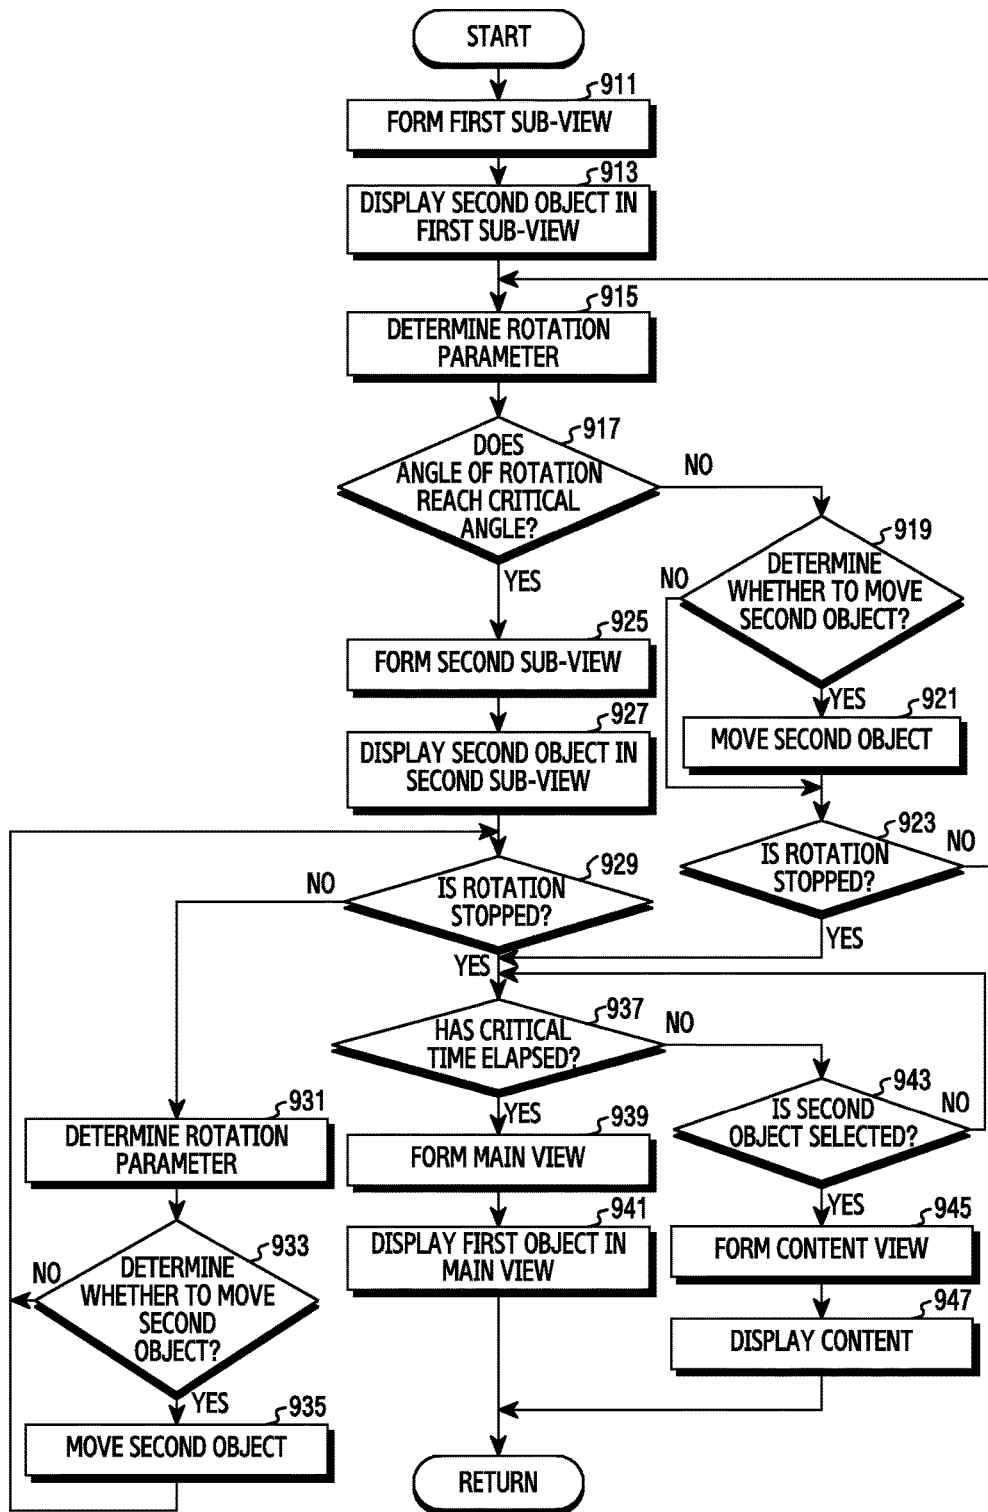 START
911
FORM FIRST SUB-VIEW
913
DISPLAY SECOND OBJECT IN
FIRST SUB-VIEW
915
DETERMINE ROTATION
PARAMETER
917
DOES
ANGLE OF ROTATION
REACH CRITICAL
ANGLE?
NO
YES
919
DETERMINE
WHETHER TO MOVE
SECOND OBJECT?
NO
YES
921
MOVE SECOND OBJECT
923
IS ROTATION
STOPPED?
NO
YES
925
FORM SECOND SUB-VIEW
927
DISPLAY SECOND OBJECT IN
SECOND SUB-VIEW
929
IS ROTATION
STOPPED?
NO
YES
931
DETERMINE ROTATION
PARAMETER
933
DETERMINE
WHETHER TO MOVE
SECOND
OBJECT?
NO
YES
935
MOVE SECOND OBJECT
937
HAS CRITICAL
TIME ELAPSED?
NO
YES
939
FORM MAIN VIEW
941
DISPLAY FIRST OBJECT IN
MAIN VIEW
943
IS SECOND
OBJECT SELECTED?
NO
YES
945
FORM CONTENT VIEW
947
DISPLAY CONTENT
RETURN